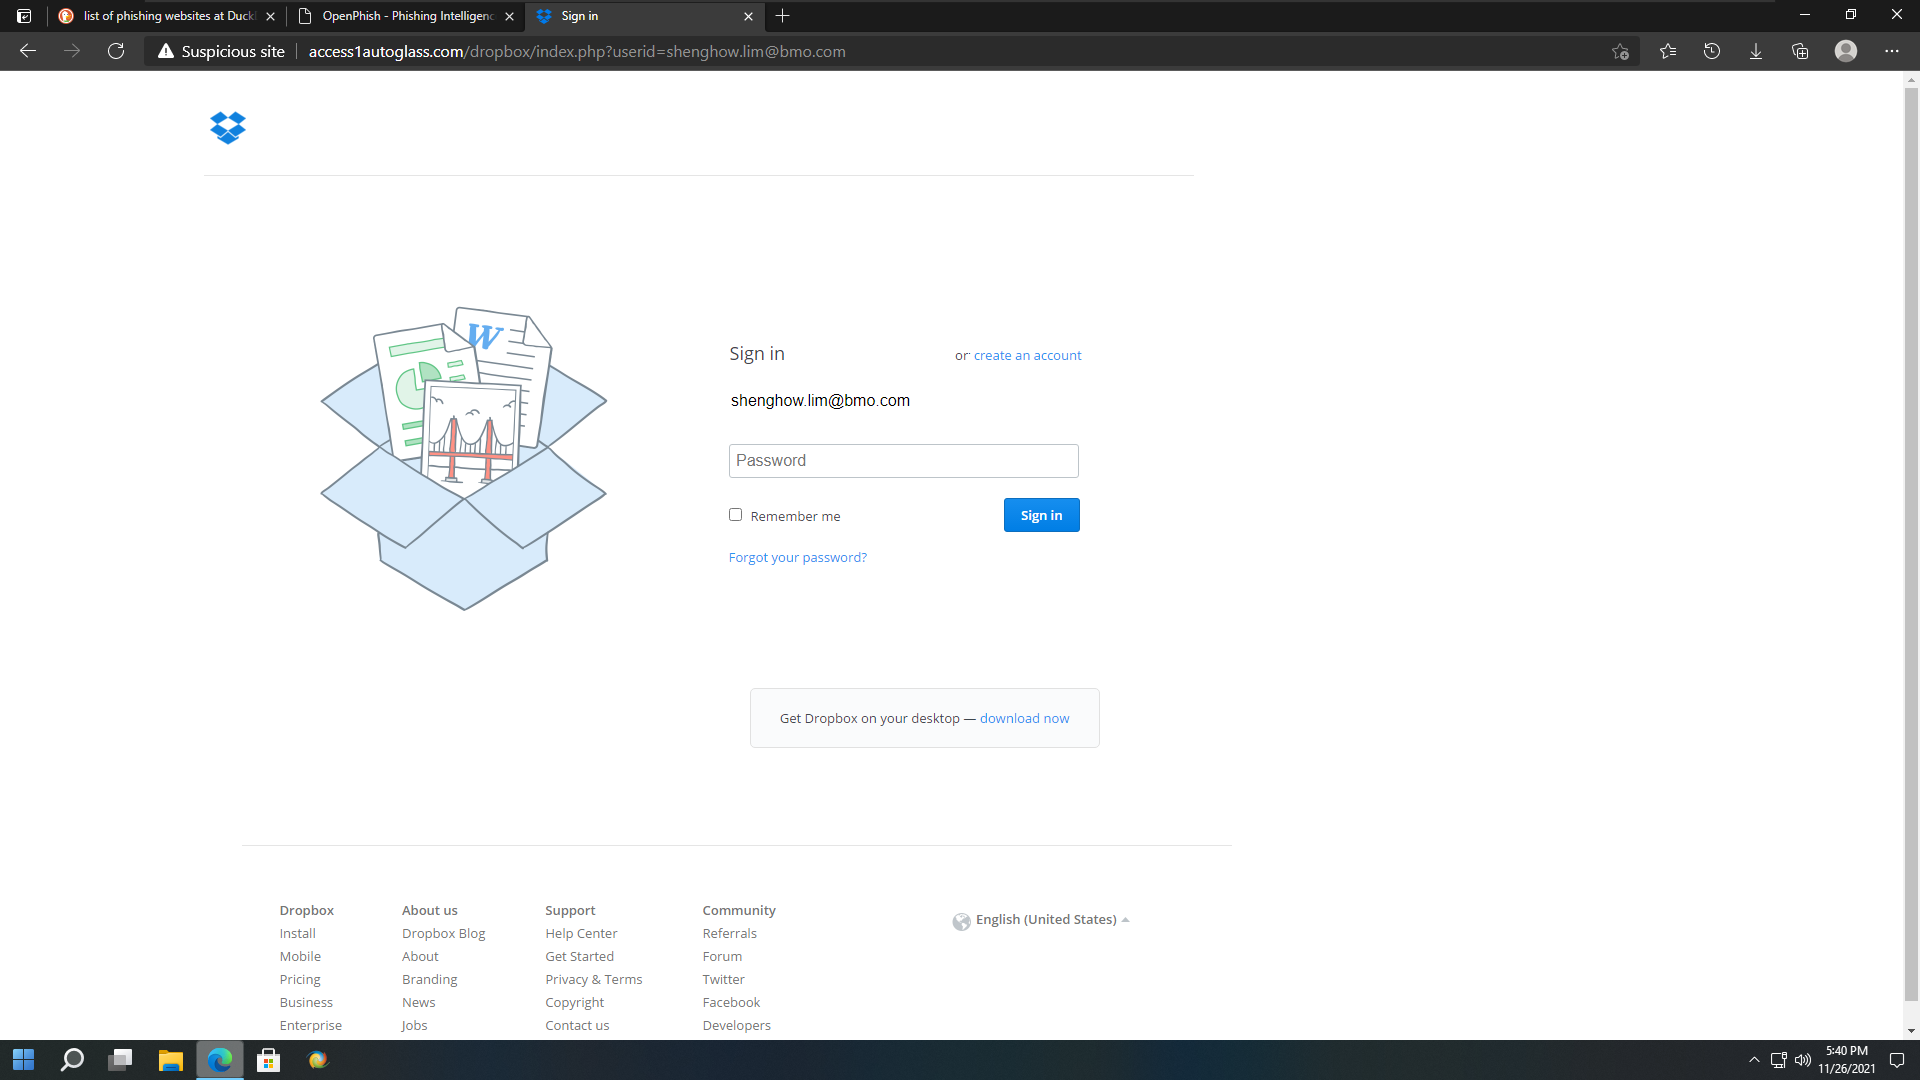 list of phishing websites at Duck
OpenPhish - Phishing Intelligenc
Sign in
Suspicious site
access1autoglass.com/dropbox/index.php?userid=shenghow.lim@bmo.com
W
Sign in
or create an account
shenghow.lim@bmo.com
Password
Remember me
Sign in
Forgot your password?
Get Dropbox on your desktop — download now
Dropbox
Install
Mobile
Pricing
Business
Enterprise
About us
Dropbox Blog
About
Branding
News
Jobs
Support
Help Center
Get Started
Privacy & Terms
Copyright
Contact us
Community
Referrals
Forum
Twitter
Facebook
Developers
English (United States)
5:40 PM
11/26/2021